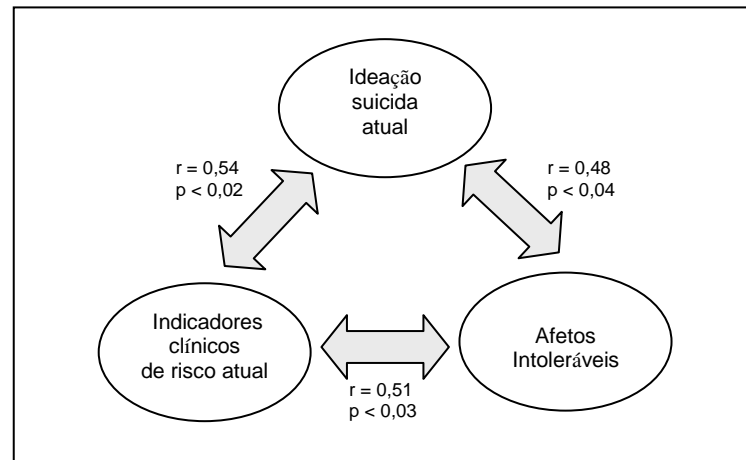 Ideação
suicida
atual
r = 0,54
p < 0,02
r = 0,48
p < 0,04
Indicadores
clínicos
de risco atual
Afetos
Intoleráveis
r = 0,51
p < 0,03